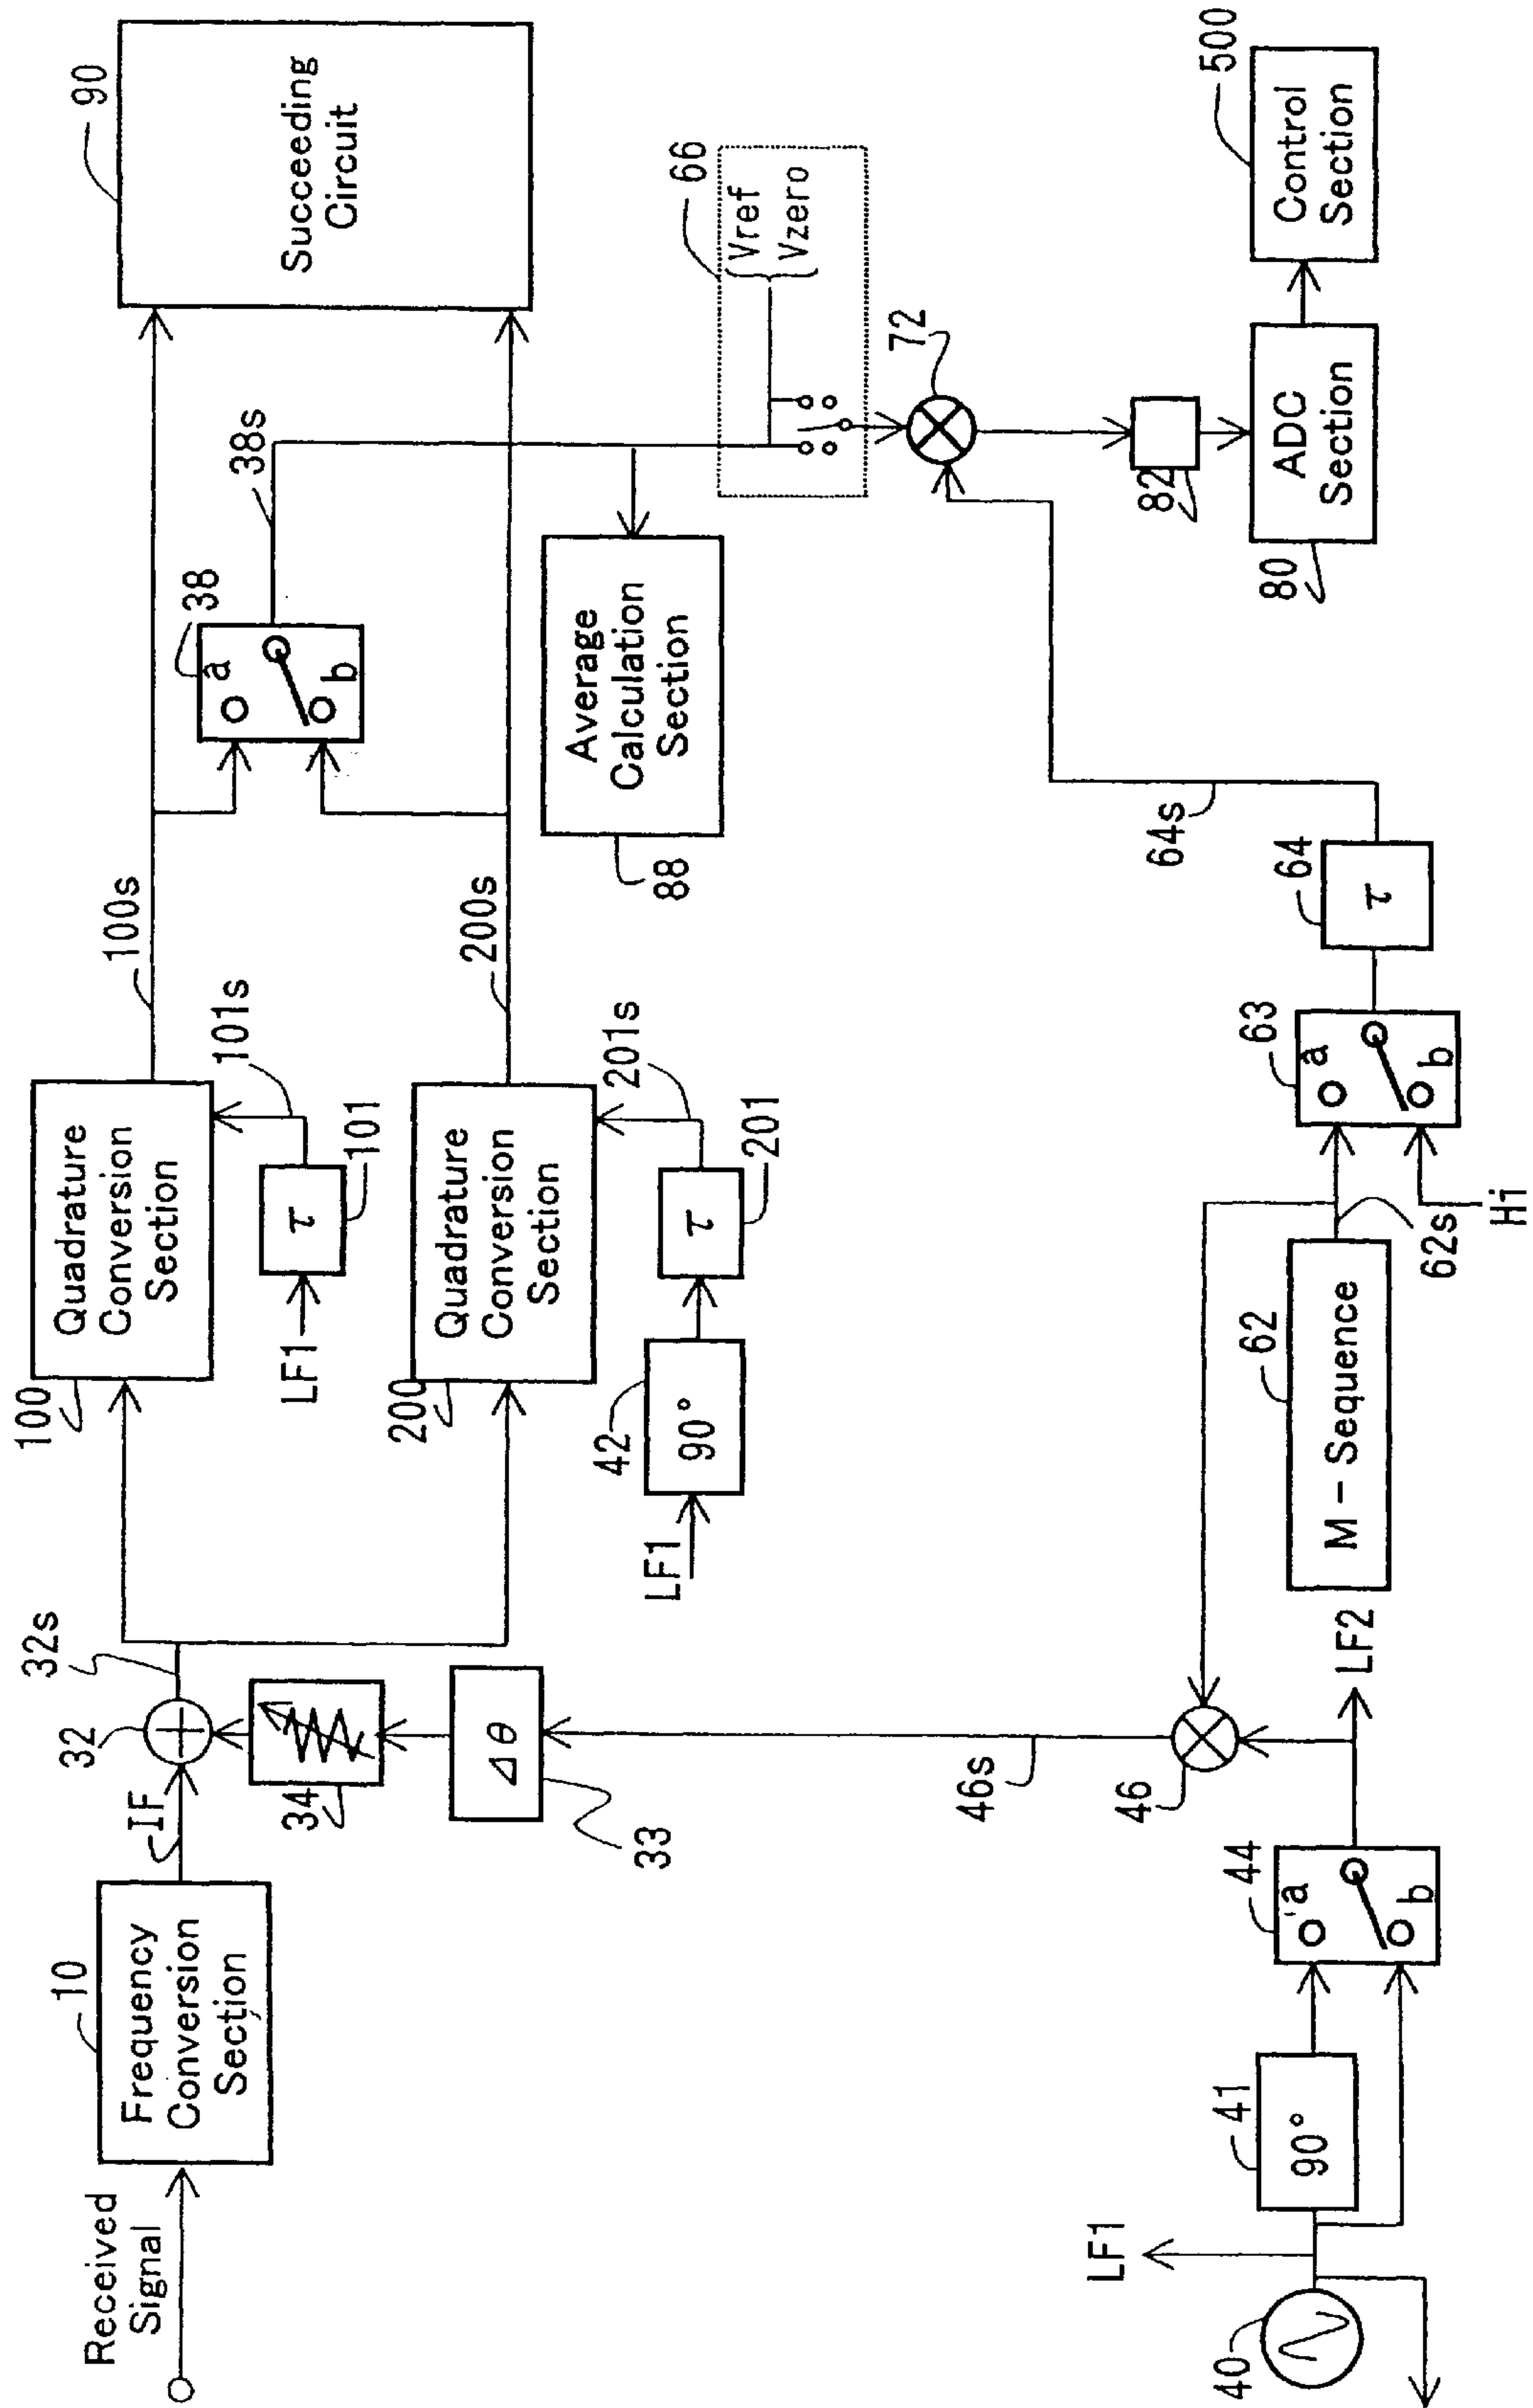 Received
Signal
10
Frequency
Conversion
Section
IF
32
32s
34
Δθ
33
46s
46
100
Quadrature
Conversion
Section
LF1
τ
101
101s
100s
200
Quadrature
Conversion
Section
LF1
42
90°
τ
201
201s
200s
38
a
b
38s
90
Succeeding
Circuit
88
Average
Calculation
Section
66
Vref
Vzero
72
82
80
ADC
Section
500
Control
Section
40
LF1
41
90°
44
a
b
LF2
62
M-Sequence
62s
Hi
63
a
b
64
τ
64s